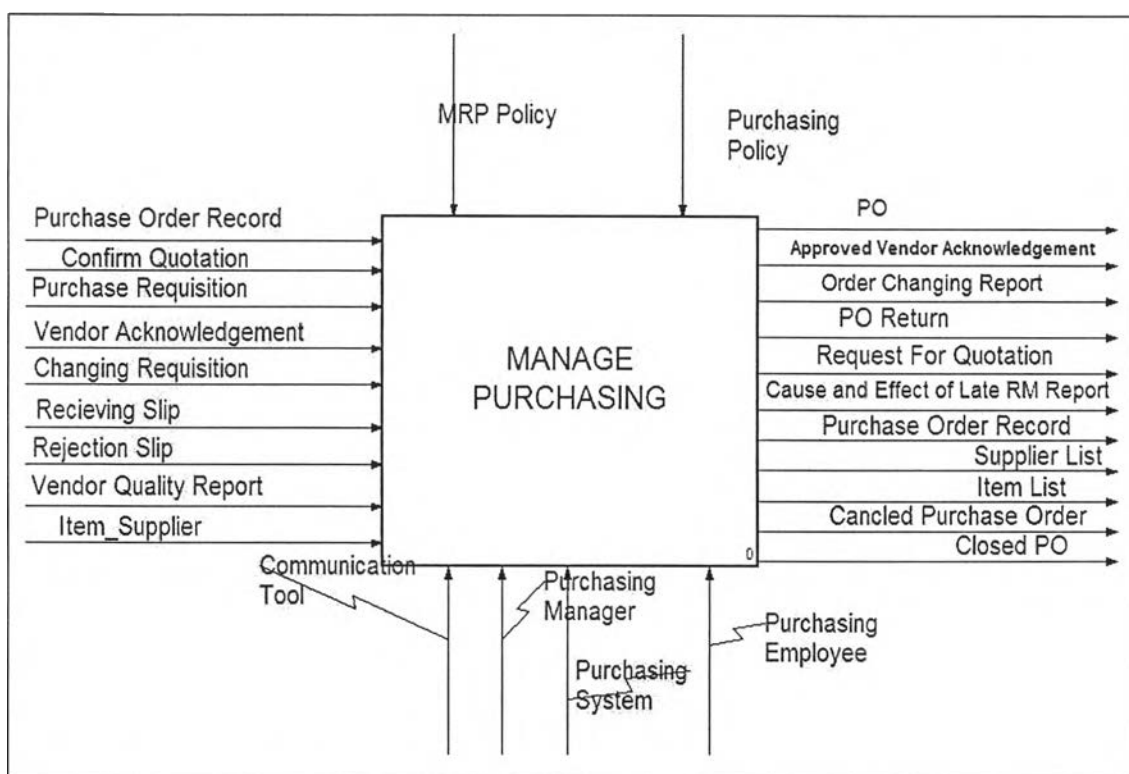 MRP Policy
Purchasing
Policy
Purchase Order Record
Confirm Quotation
Purchase Requisition
Vendor Acknowledgement
Changing Requisition
Recieving Slip
Rejection Slip
Vendor Quality Report
Item_Supplier
MANAGE
PURCHASING
0
PO
Approved Vendor Acknowledgement
Order Changing Report
PO Return
Request For Quotation
Cause and Effect of Late RM Report
Purchase Order Record
Supplier List
Item List
Cancled Purchase Order
Closed PO
Communication
Tool
Purchasing
Manager
Purchasing
System
Purchasing
Employee